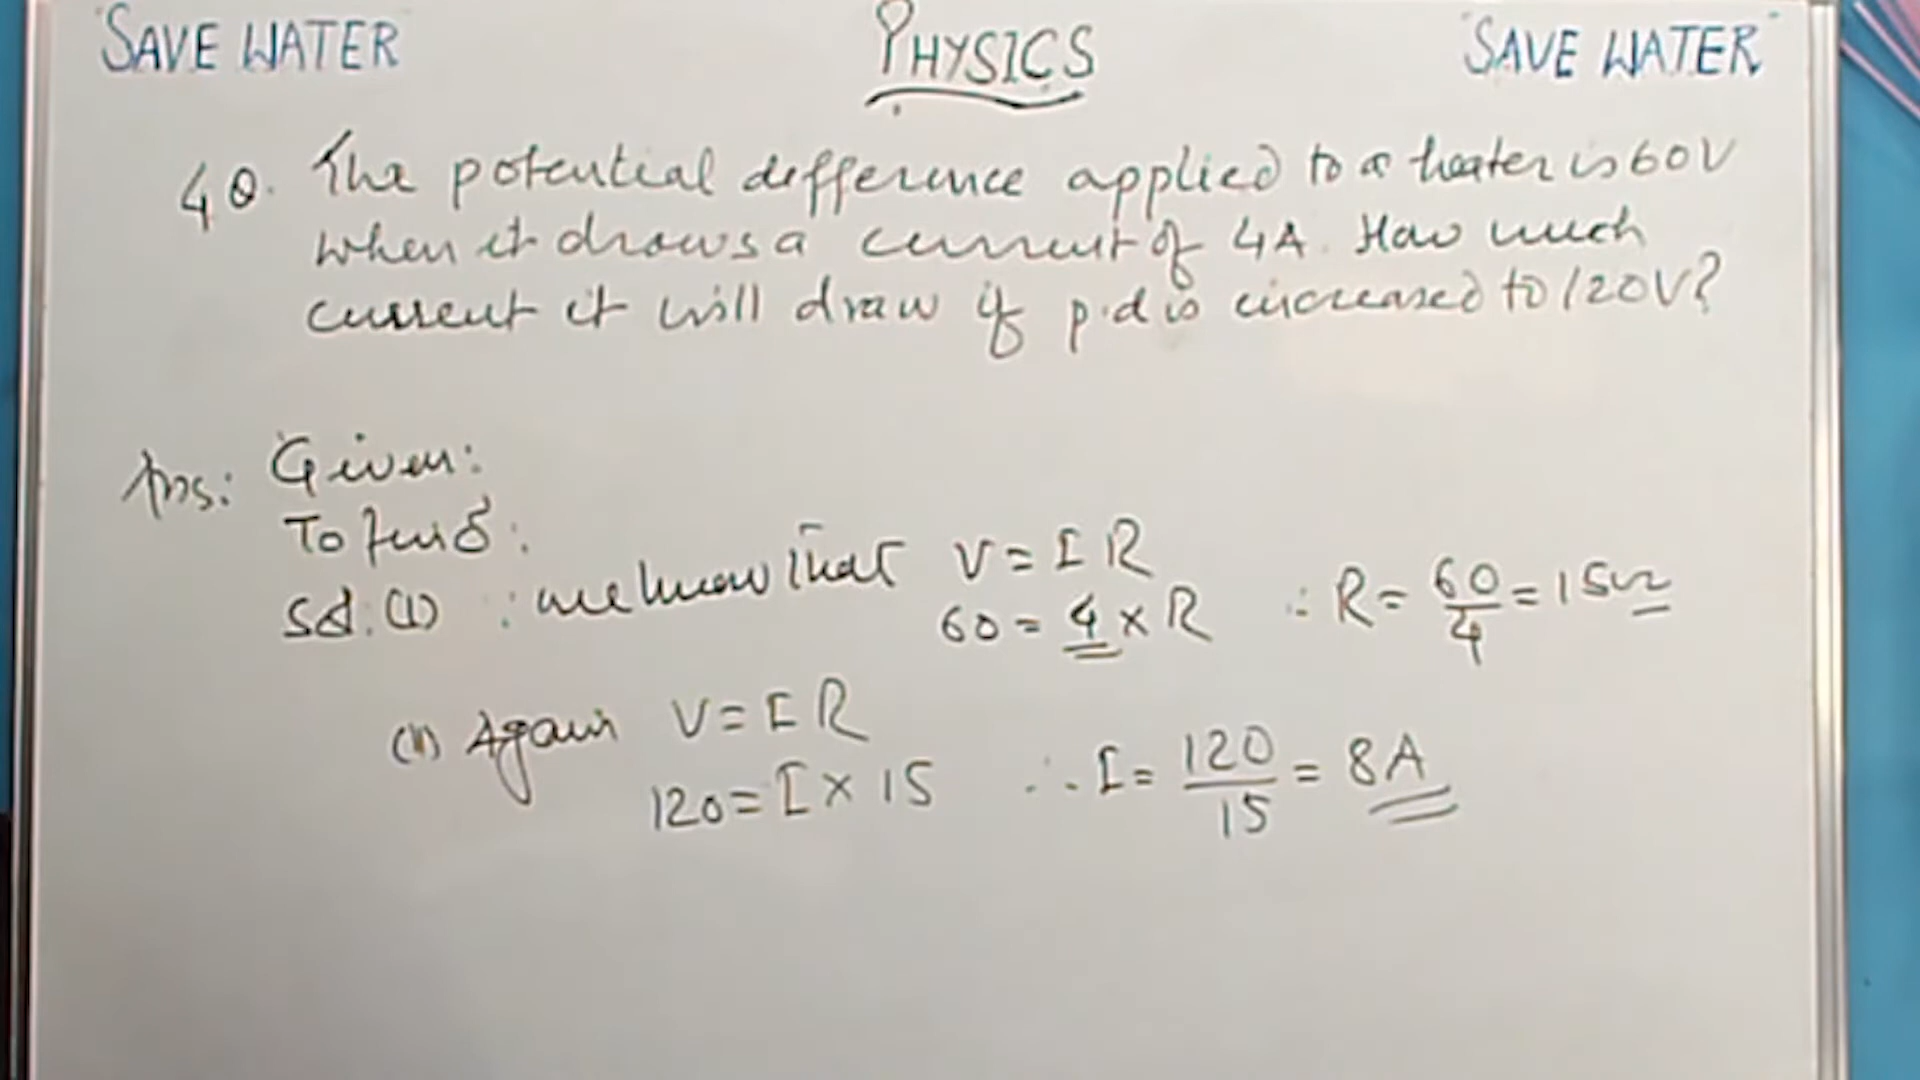 "SAVE WATER
PHYSICS
"SAVE WATER"
4Q. The potential difference applied to a heater is 60V
when it draws a current of 4A. How much
current it will draw if p.d is increased to 120V?
Ans: Given:
To find:
Sol. (I) : we know that V = I R
60 = 4 × R ∴ R = 60/4 = 15Ω
(II) Again V = I R
120 = I × 15 ∴ I = 120/15 = 8A